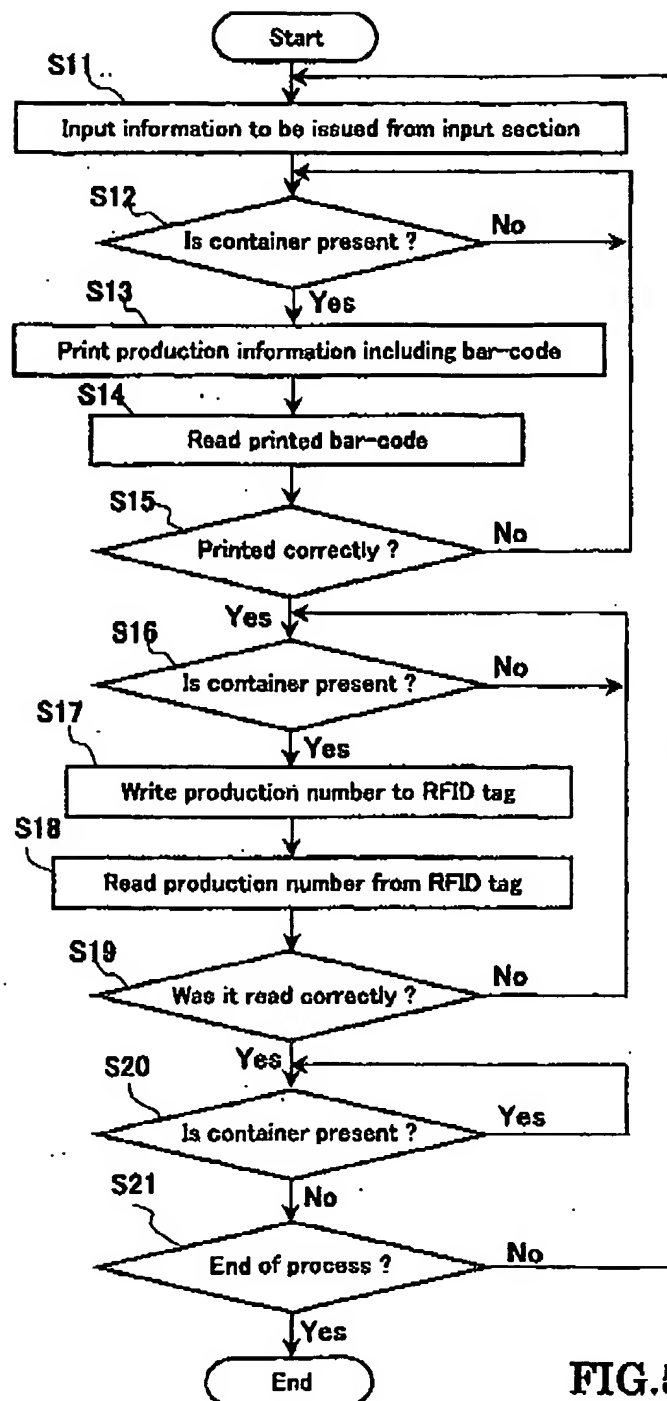 Start
S11
Input information to be issued from input section
S12
Is container present ?
No
Yes
S13
Print production information including bar-code
S14
Read printed bar-code
S15
Printed correctly ?
No
Yes
S16
Is container present ?
No
Yes
S17
Write production number to RFID tag
S18
Read production number from RFID tag
S19
Was it read correctly ?
No
Yes
S20
Is container present ?
Yes
No
S21
End of process ?
No
Yes
End
FIG.5